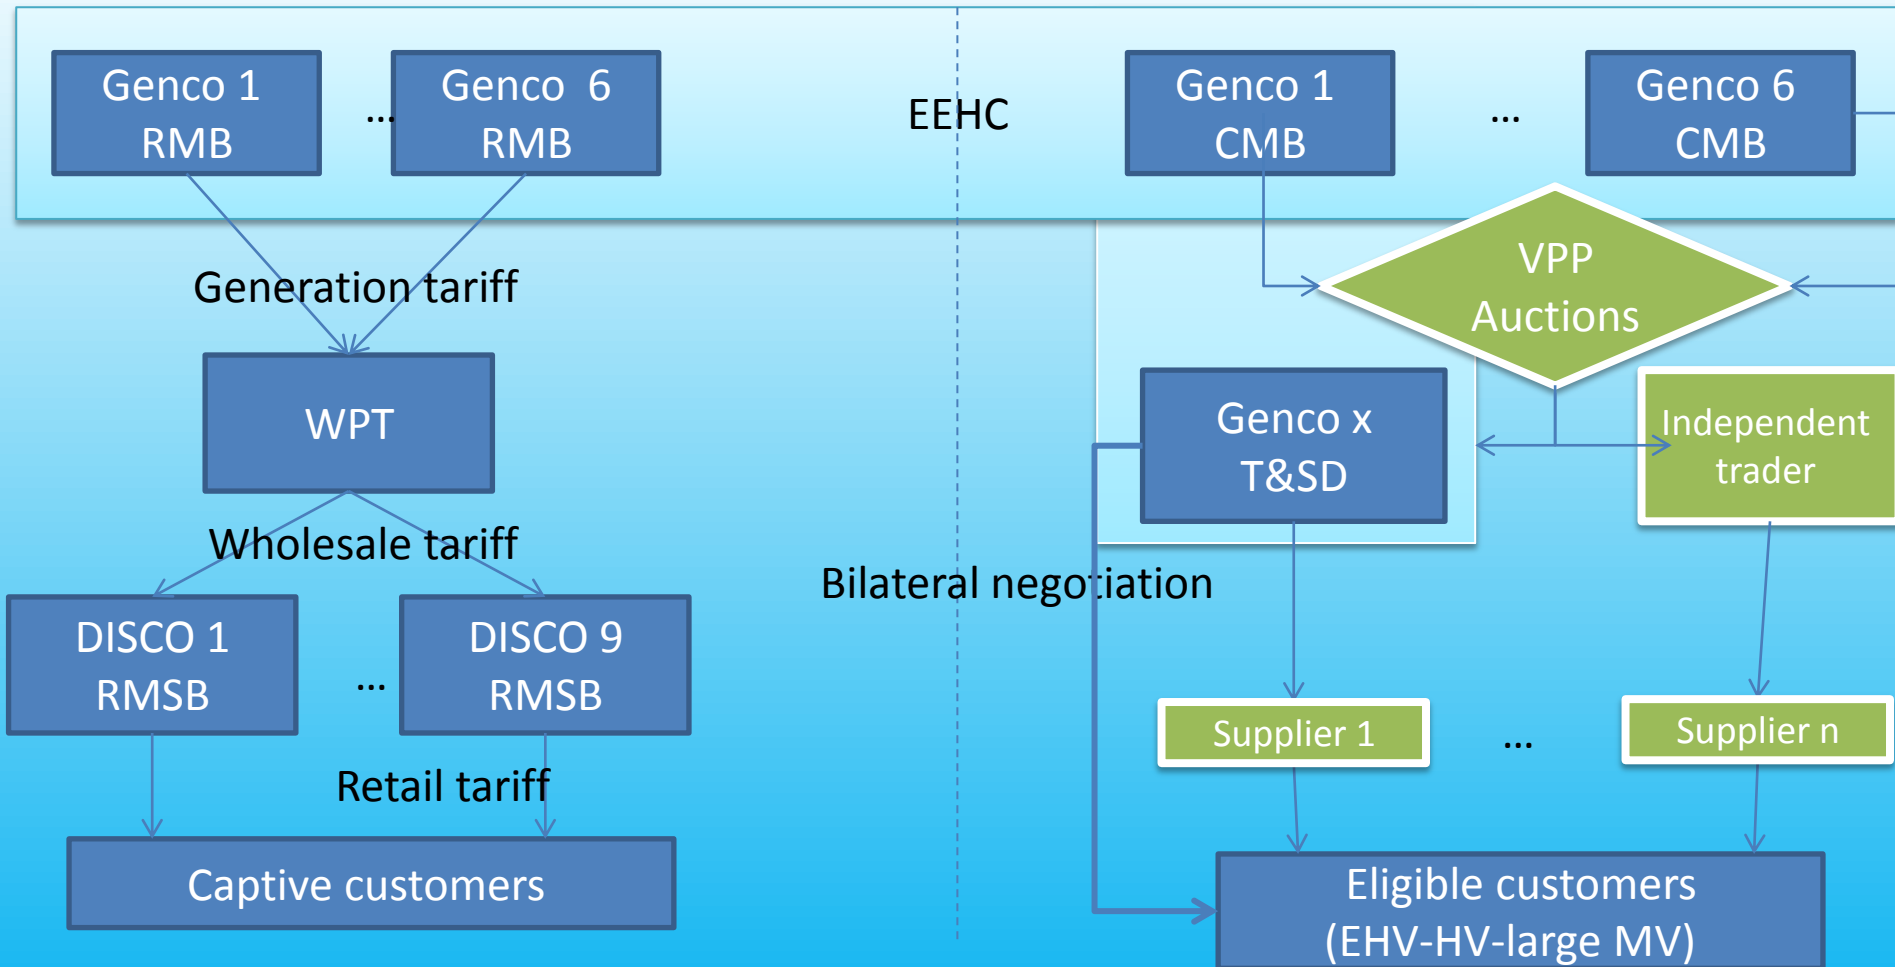 Genco 1
RMB
...
Genco 6
RMB
EEHC
Genco 1
CMB
...
Genco 6
CMB
Generation tariff
VPP
Auctions
WPT
Genco x
T&SD
Independent
trader
Wholesale tariff
Bilateral negotiation
DISCO 1
RMSB
...
DISCO 9
RMSB
Supplier 1
...
Supplier n
Retail tariff
Captive customers
Eligible customers
(EHV-HV-large MV)